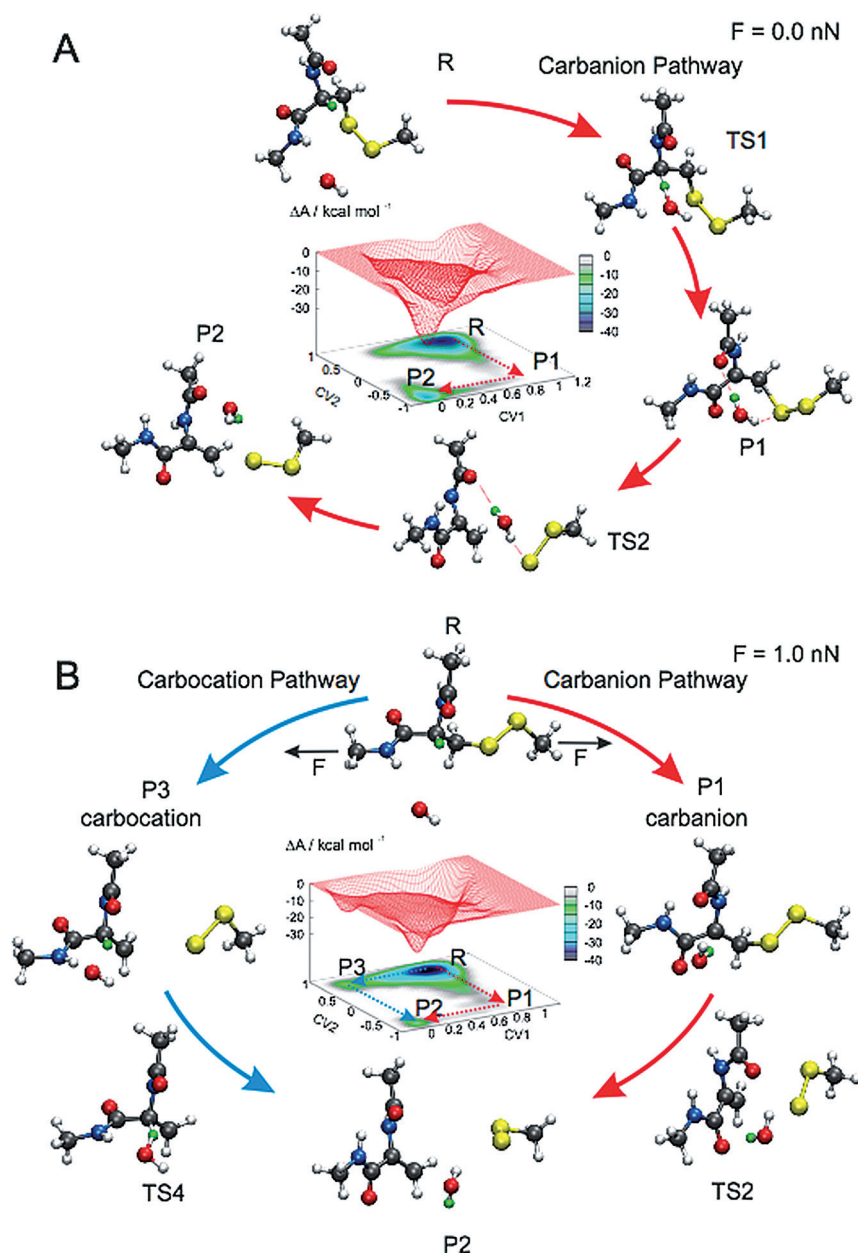 A
F = 0.0 nN
R
Carbanion Pathway
TS1
ΔA / kcal mol⁻¹
0
-10
-20
-30
0
-10
-20
-30
-40
R
P1
P2
1
0.5
0
-0.5
-1
CV2
0
0.2
0.4
0.6
0.8
1
1.2
CV1
P2
P1
TS2
B
R
F = 1.0 nN
Carbocation Pathway
Carbanion Pathway
F
F
P3
carbocation
P1
carbanion
ΔA / kcal mol⁻¹
0
-10
-20
-30
0
-10
-20
-30
-40
P3
R
P2
P1
1
0.5
0
-0.5
-1
CV2
0
0.2
0.4
0.6
0.8
1
CV1
TS4
TS2
P2